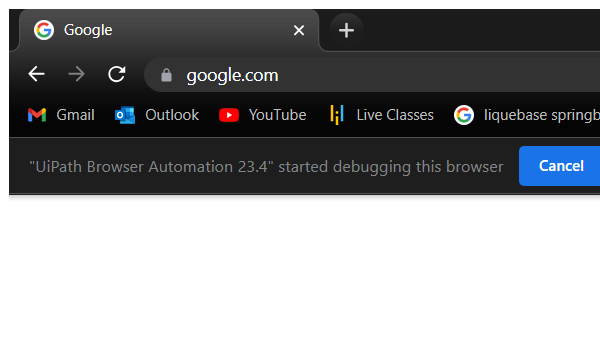 Google
google.com
Gmail Outlook YouTube Live Classes liquebase springb
"UiPath Browser Automation 23.4" started debugging this browser Cancel